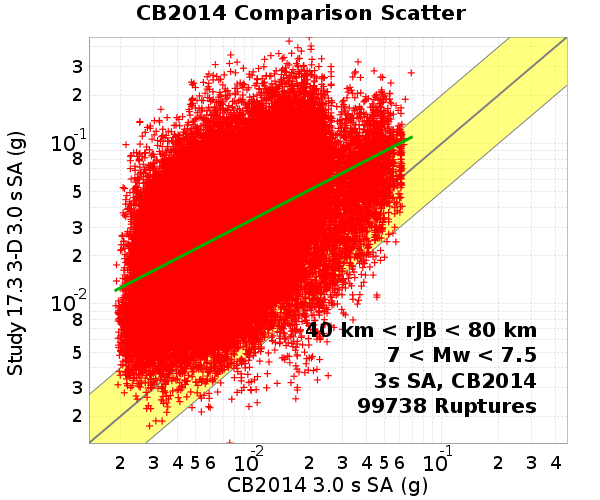 CB2014 Comparison Scatter
Study 17.3 3-D 3.0 s SA (g)
3
2
10-1
8
5
3
2
10-2
8
5
3
2
40 km < rJB < 80 km
7 < Mw < 7.5
3s SA, CB2014
99738 Ruptures
2 3 4 5 6 10-2 2 3 4 5 6 10-1 2 3 4
CB2014 3.0 s SA (g)